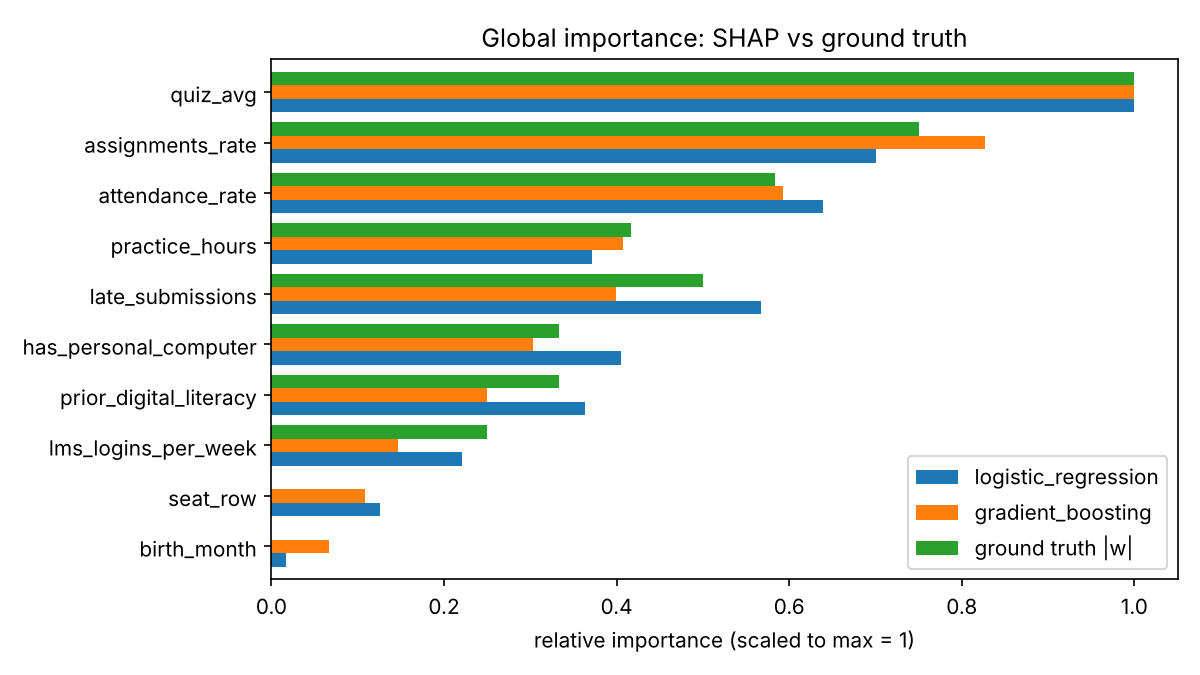 Global importance: SHAP vs ground truth
quiz_avg
assignments_rate
attendance_rate
practice_hours
late_submissions
has_personal_computer
prior_digital_literacy
lms_logins_per_week
seat_row
birth_month
logistic_regression
gradient_boosting
ground truth |w|
0.0 0.2 0.4 0.6 0.8 1.0
relative importance (scaled to max = 1)